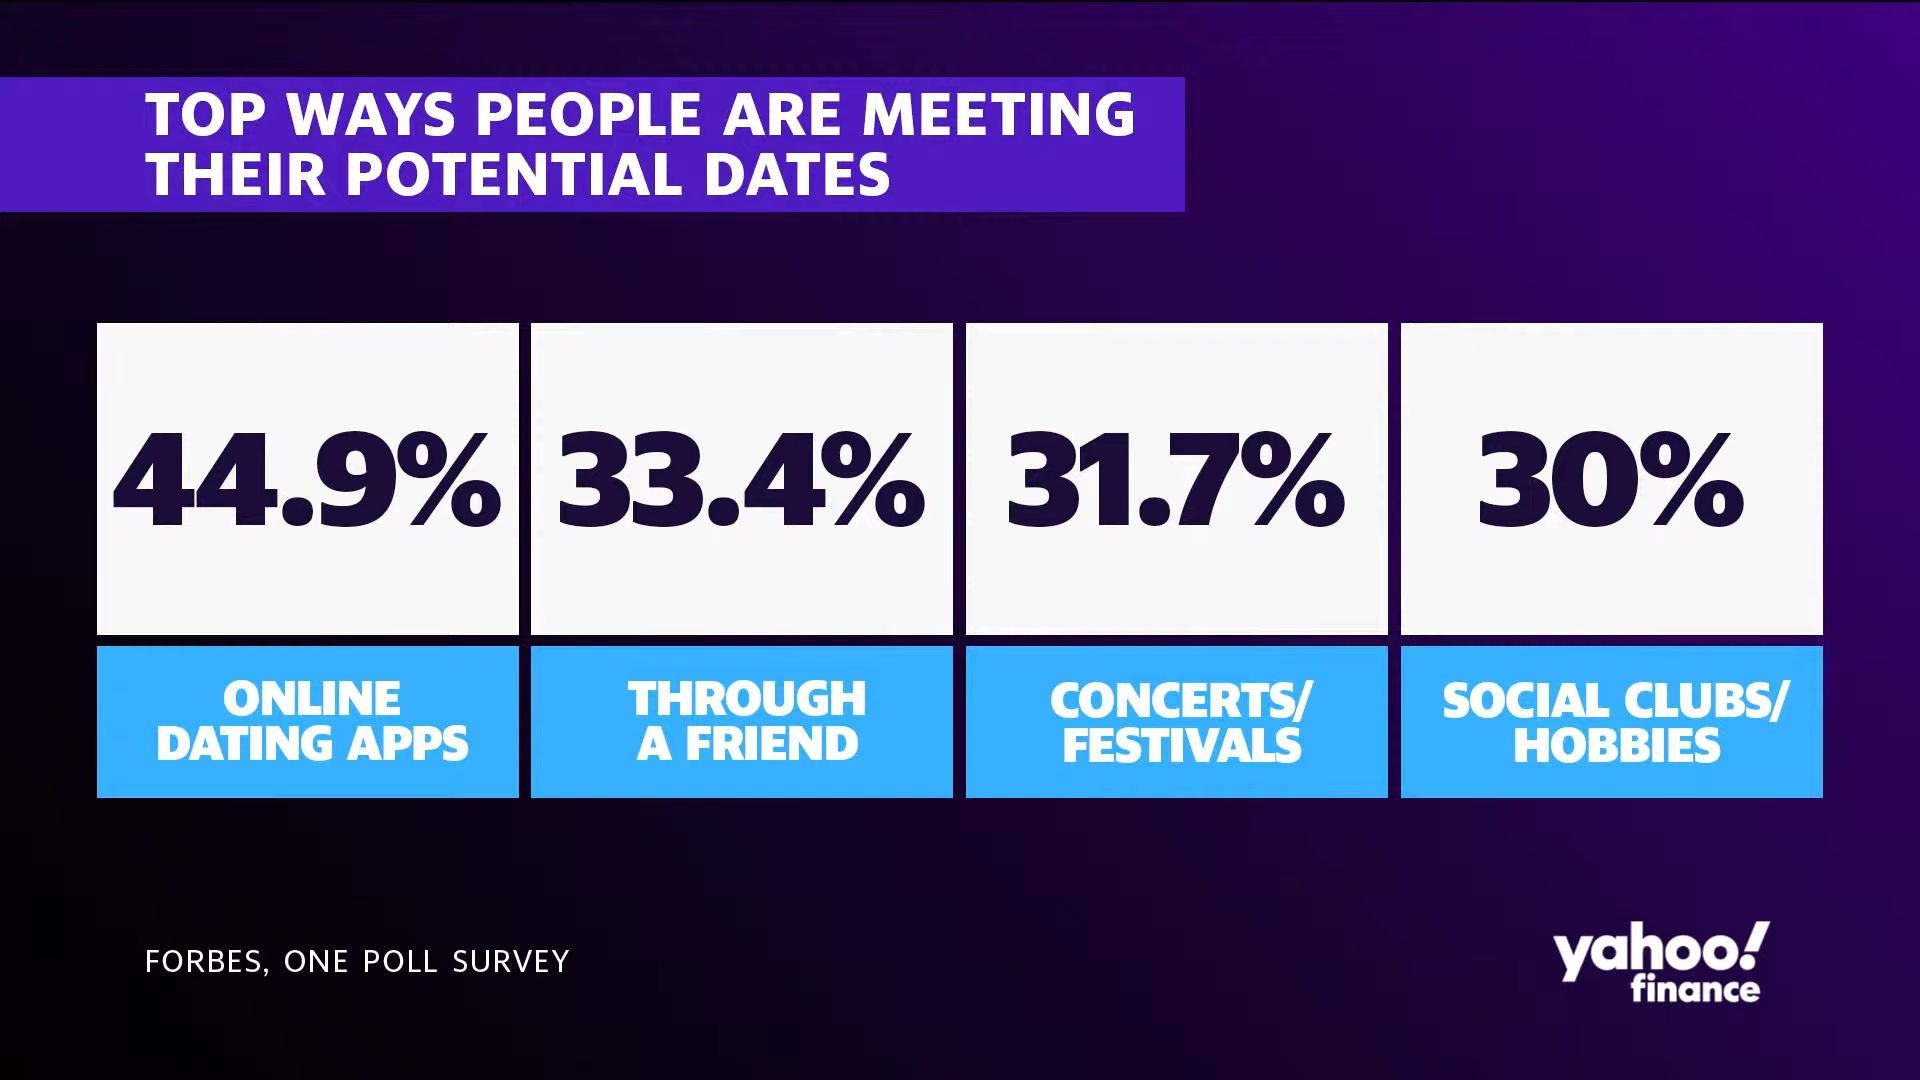 TOP WAYS PEOPLE ARE MEETING
THEIR POTENTIAL DATES
44.9%
33.4%
31.7%
30%
ONLINE
DATING APPS
THROUGH
A FRIEND
CONCERTS/
FESTIVALS
SOCIAL CLUBS/
HOBBIES
FORBES, ONE POLL SURVEY
yahoo!
finance